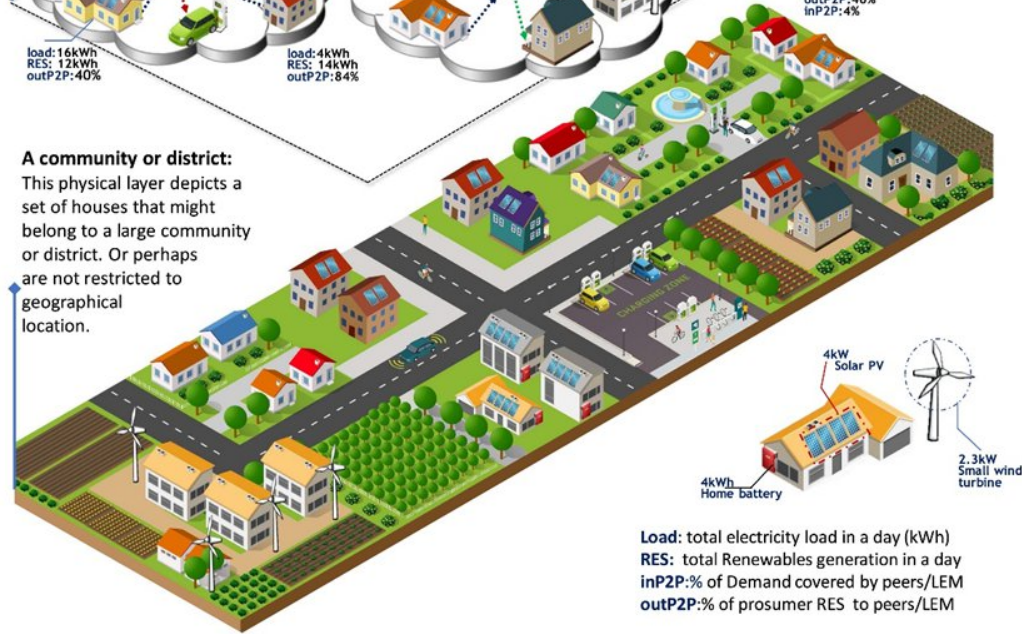 outP2P:40%
inP2P:4%
load:16kWh
RES: 12kWh
outP2P:40%
load:4kWh
RES: 14kWh
outP2P:84%
A community or district:
This physical layer depicts a
set of houses that might
belong to a large community
or district. Or perhaps
are not restricted to
geographical
location.
CHARGING ZONE
4kW
Solar PV
4kWh
Home battery
2.3kW
Small wind
turbine
Load: total electricity load in a day (kWh)
RES: total Renewables generation in a day
inP2P:% of Demand covered by peers/LEM
outP2P:% of prosumer RES to peers/LEM